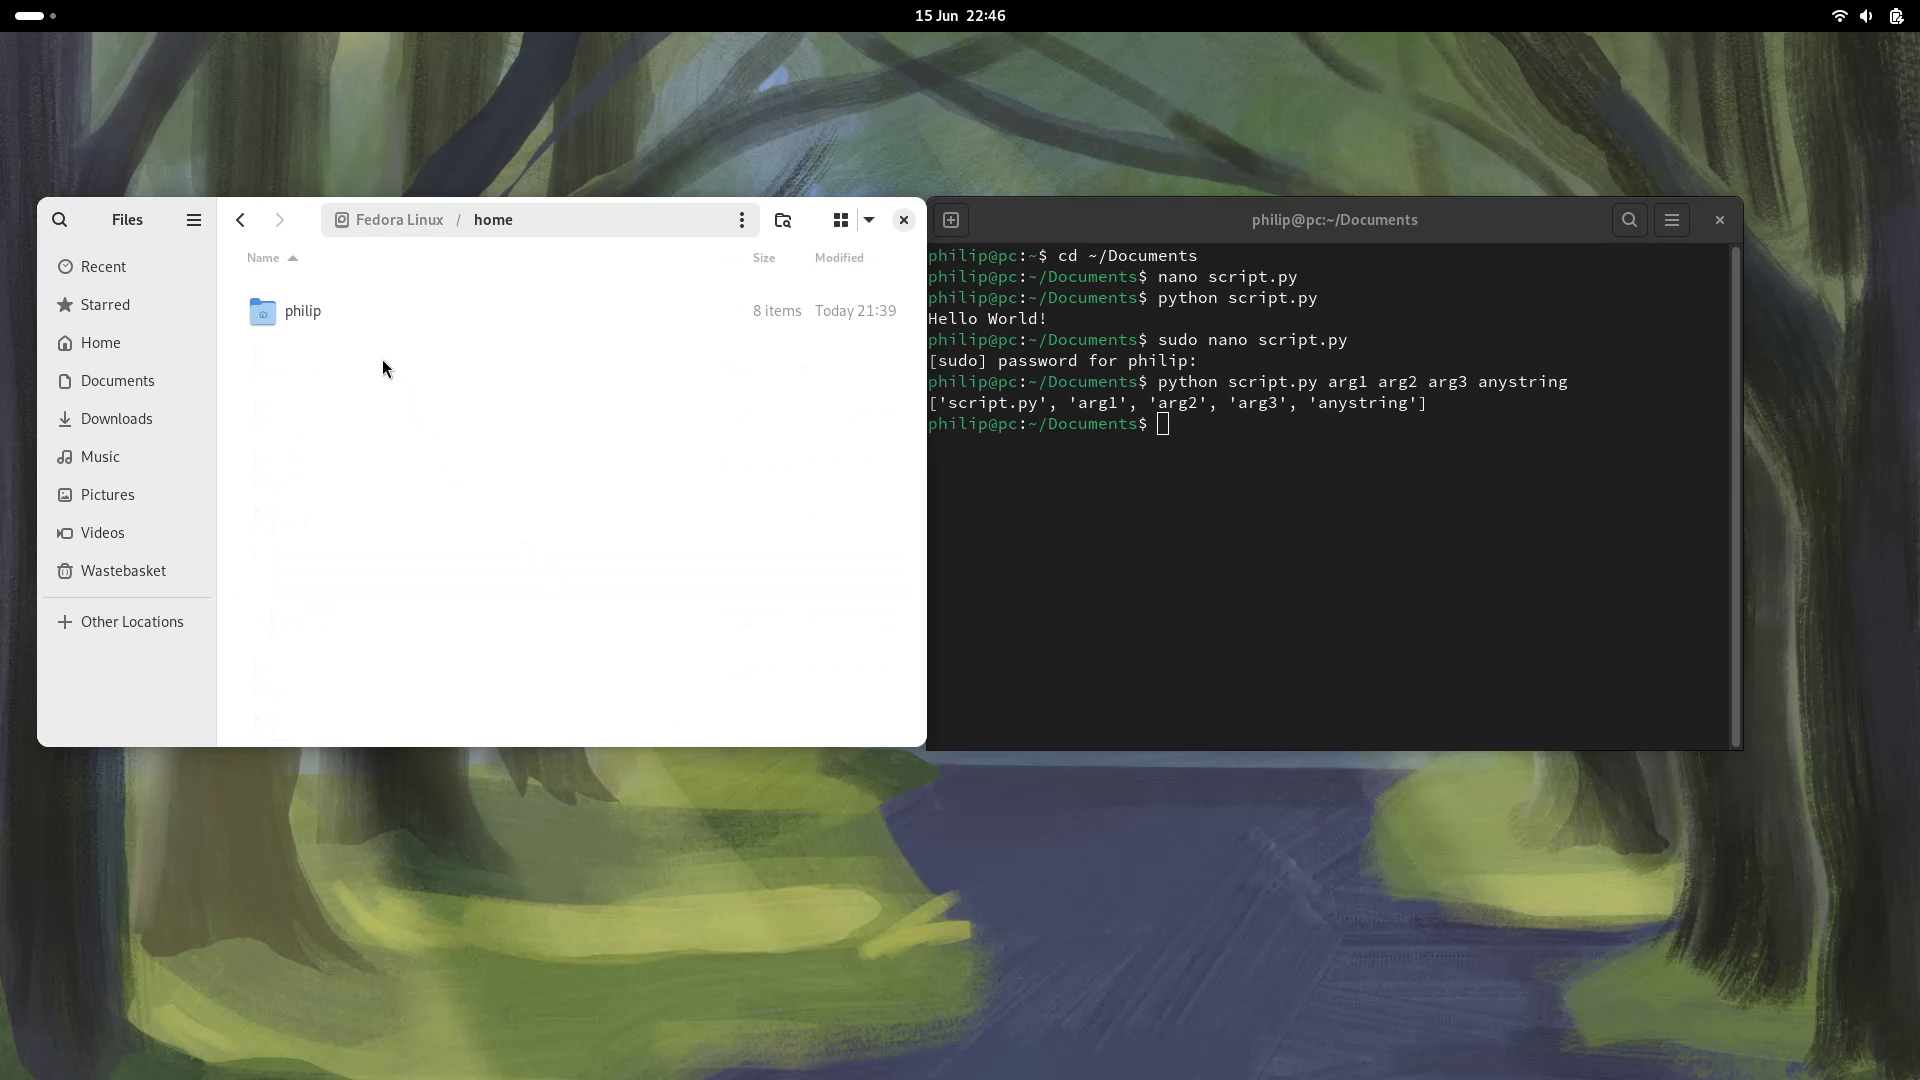 15 Jun 22:46
Files
Fedora Linux / home
Recent
Starred
Home
Documents
Downloads
Music
Pictures
Videos
Wastebasket
Other Locations
Name Size Modified
philip 8 items Today 21:39
philip@pc:~/Documents
philip@pc:~$ cd ~/Documents
philip@pc:~/Documents$ nano script.py
philip@pc:~/Documents$ python script.py
Hello World!
philip@pc:~/Documents$ sudo nano script.py
[sudo] password for philip:
philip@pc:~/Documents$ python script.py arg1 arg2 arg3 anystring
['script.py', 'arg1', 'arg2', 'arg3', 'anystring']
philip@pc:~/Documents$